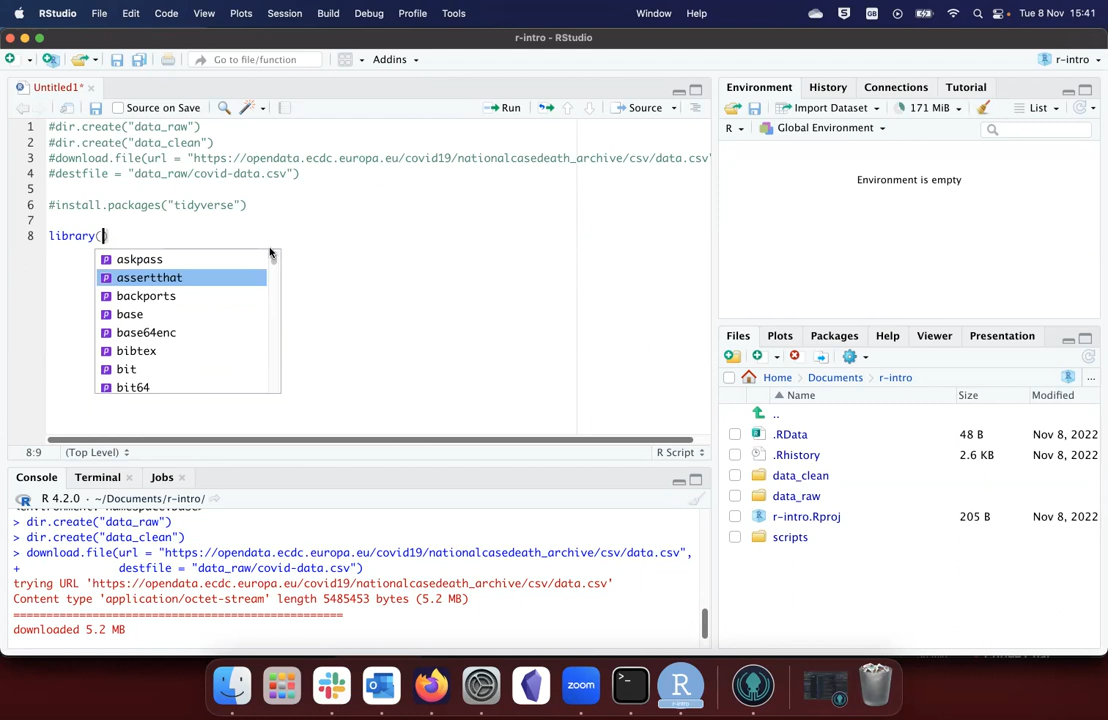 RStudio File Edit Code View Plots Session Build Debug Profile Tools Window Help S GB Tue 8 Nov 15:41
r-intro - RStudio
Go to file/function Addins r-intro
Untitled1*
Source on Save Run Source
1 #dir.create("data_raw")
2 #dir.create("data_clean")
3 #download.file(url = "https://opendata.ecdc.europa.eu/covid19/nationalcasedeath_archive/csv/data.csv"
4 #destfile = "data_raw/covid-data.csv")
5
6 #install.packages("tidyverse")
7
8 library()
askpass
assertthat
backports
base
base64enc
bibtex
bit
bit64
8:9 (Top Level) R Script
Console Terminal Jobs
R 4.2.0 · ~/Documents/r-intro/
> dir.create("data_raw")
> dir.create("data_clean")
> download.file(url = "https://opendata.ecdc.europa.eu/covid19/nationalcasedeath_archive/csv/data.csv",
+ destfile = "data_raw/covid-data.csv")
trying URL 'https://opendata.ecdc.europa.eu/covid19/nationalcasedeath_archive/csv/data.csv'
Content type 'application/octet-stream' length 5485453 bytes (5.2 MB)
==================================================
downloaded 5.2 MB
Environment History Connections Tutorial
Import Dataset 171 MiB List
R Global Environment
Environment is empty
Files Plots Packages Help Viewer Presentation
Home Documents r-intro ...
Name Size Modified
..
.RData 48 B Nov 8, 2022
.Rhistory 2.6 KB Nov 8, 2022
data_clean
data_raw
r-intro.Rproj 205 B Nov 8, 2022
scripts
zoom
R
r-intro